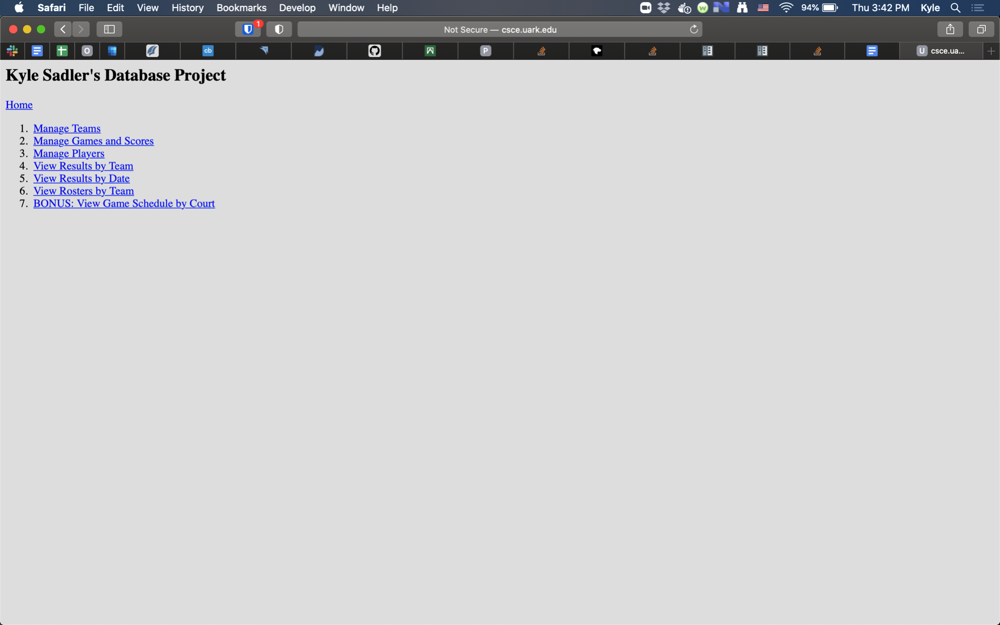 Safari File Edit View History Bookmarks Develop Window Help W 94% Thu 3:42 PM Kyle
1 Not Secure — csce.uark.edu
O cb P U csce.ua...
Kyle Sadler's Database Project
Home
1. Manage Teams
2. Manage Games and Scores
3. Manage Players
4. View Results by Team
5. View Results by Date
6. View Rosters by Team
7. BONUS: View Game Schedule by Court